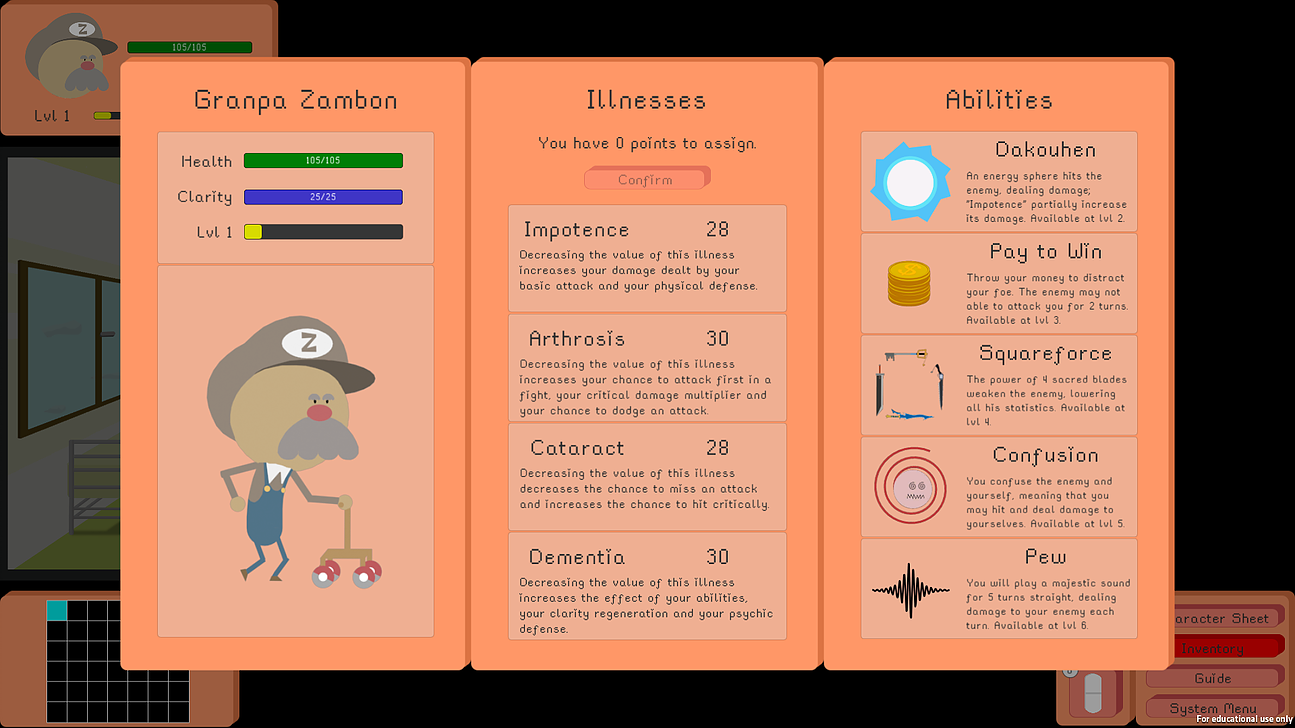 Z
105/105
Lvl 1
Granpa Zambon
Health 105/105
Clarity 25/25
Lvl 1
Z
Illnesses
You have 0 points to assign.
Confirm
Impotence 28
Decreasing the value of this illness
increases your damage dealt by your
basic attack and your physical defense.
Arthrosis 30
Decreasing the value of this illness
increases your chance to attack first in a
fight, your critical damage multiplier and
your chance to dodge an attack.
Cataract 28
Decreasing the value of this illness
decreases the chance to miss an attack
and increases the chance to hit critically.
Dementia 30
Decreasing the value of this illness
increases the effect of your abilities,
your clarity regeneration and your psychic
defense.
Abilities
Oakouhen
An energy sphere hits the
enemy, dealing damage;
"Impotence" partially increase
its damage. Available at lvl 2.
Pay to Win
Throw your money to distract
your foe. The enemy may not
able to attack you for 2 turns.
Available at lvl 3.
Squareforce
The power of 4 sacred blades
weaken the enemy, lowering
all his statistics. Available at
lvl 4.
Confusion
You confuse the enemy and
yourself, meaning that you
may hit and deal damage to
yourselves. Available at lvl 5.
Pew
You will play a majestic sound
for 5 turns straight, dealing
damage to your enemy each
turn. Available at lvl 6.
aracter Sheet
Inventory
Guide
System Menu
For educational use only